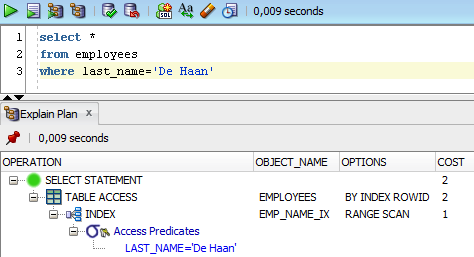 0,009 seconds
1 select *
2 from employees
3 where last_name='De Haan'
Explain Plan x
0,009 seconds
OPERATION OBJECT_NAME OPTIONS COST
SELECT STATEMENT 2
TABLE ACCESS EMPLOYEES BY INDEX ROWID 2
INDEX EMP_NAME_IX RANGE SCAN 1
Access Predicates
LAST_NAME='De Haan'